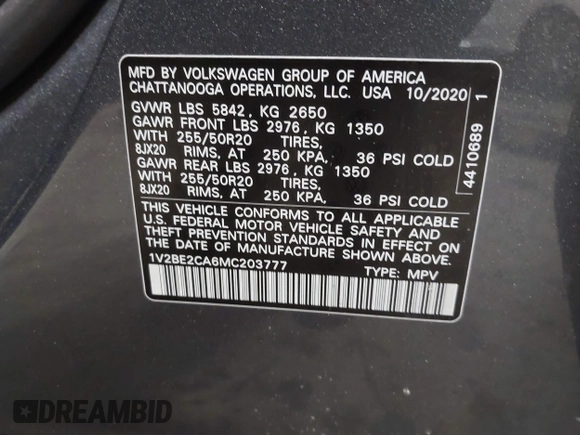 MFD BY VOLKSWAGEN GROUP OF AMERICA
CHATTANOOGA OPERATIONS, LLC. USA 10/2020
GVWR LBS 5842, KG 2650
GAWR FRONT LBS 2976, KG 1350
WITH 255/50R20 TIRES,
8JX20 RIMS, AT 250 KPA, 36 PSI COLD
GAWR REAR LBS 2976, KG 1350
WITH 255/50R20 TIRES,
8JX20 RIMS, AT 250 KPA, 36 PSI COLD
THIS VEHICLE CONFORMS TO ALL APPLICABLE
U.S. FEDERAL MOTOR VEHICLE SAFETY AND
THEFT PREVENTION STANDARDS IN EFFECT ON
THE DATE OF MANUFACTURE SHOWN ABOVE.
1V2BE2CA6MC203777 TYPE: MPV
4410689 1
DREAMBID